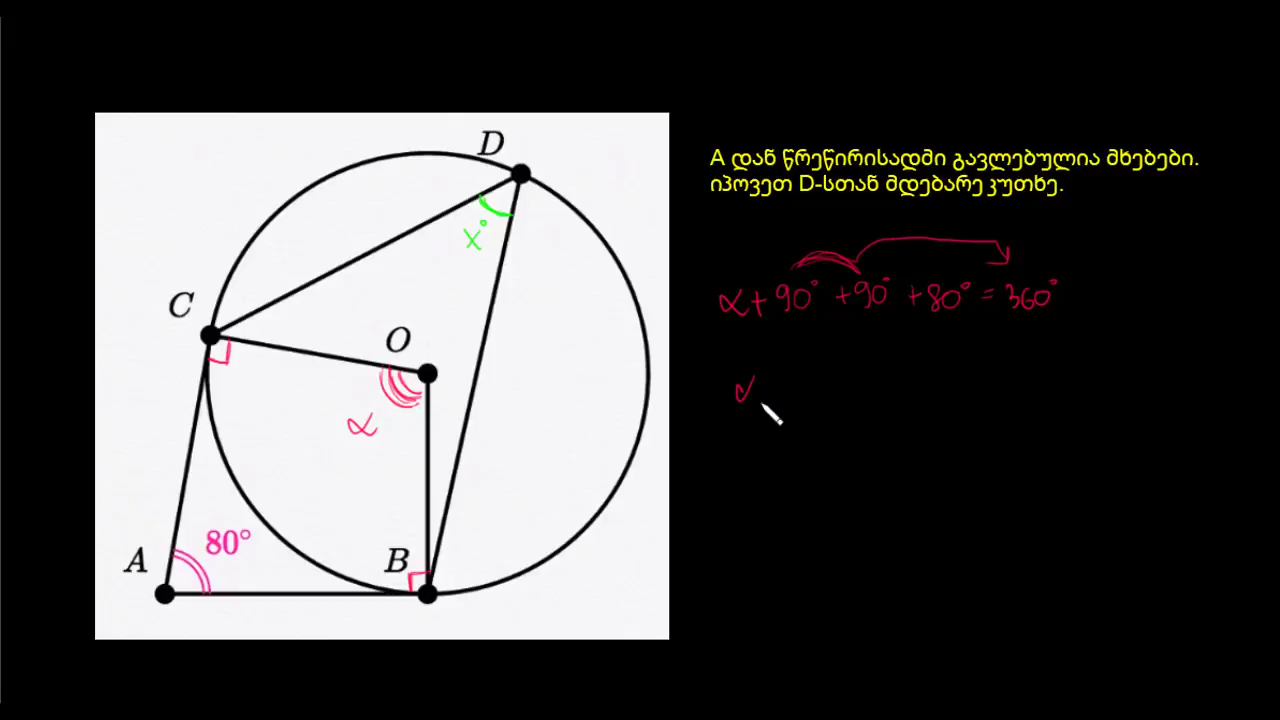 D
A დან წრეწირისადმი გავლებულია მხებები.
იპოვეთ D-სთან მდებარე კუთხე.
x°
α + 90° + 90° + 80° = 360°
C
O
α
α
80°
A
B